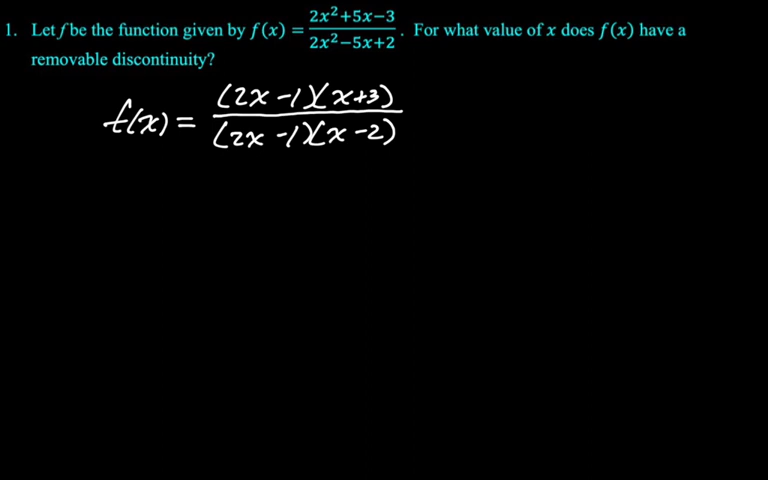 1. Let f be the function given by f(x) = (2x²+5x−3)/(2x²−5x+2). For what value of x does f(x) have a
removable discontinuity?
f(x) = ((2x-1)(x+3))/((2x-1)(x-2))